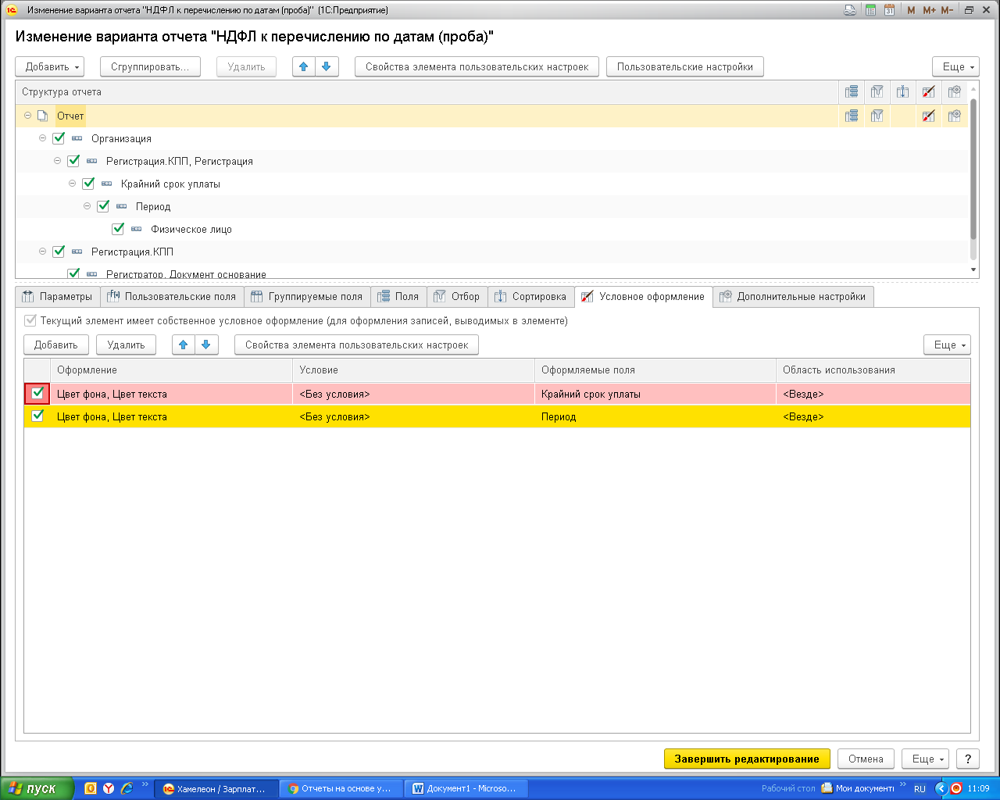 Изменение варианта отчета "НДФЛ к перечислению по датам (проба)" (1С:Предприятие)
M M+ M-
Изменение варианта отчета "НДФЛ к перечислению по датам (проба)"
Добавить Сгруппировать... Удалить Свойства элемента пользовательских настроек Пользовательские настройки Еще
Структура отчета
Отчет
Организация
Регистрация.КПП, Регистрация
Крайний срок уплаты
Период
Физическое лицо
Регистрация.КПП
Регистратор, Документ основание
Параметры Пользовательские поля Группируемые поля Поля Отбор Сортировка Условное оформление Дополнительные настройки
Текущий элемент имеет собственное условное оформление (для оформления записей, выводимых в элементе)
Добавить Удалить Свойства элемента пользовательских настроек Еще
Оформление Условие Оформляемые поля Область использования
Цвет фона, Цвет текста <Без условия> Крайний срок уплаты <Везде>
Цвет фона, Цвет текста <Без условия> Период <Везде>
Завершить редактирование Отмена Еще ?
пуск Хамелеон / Зарплат... Отчеты на основе у... Документ1 - Microso... Рабочий стол Мои документы RU 11:09